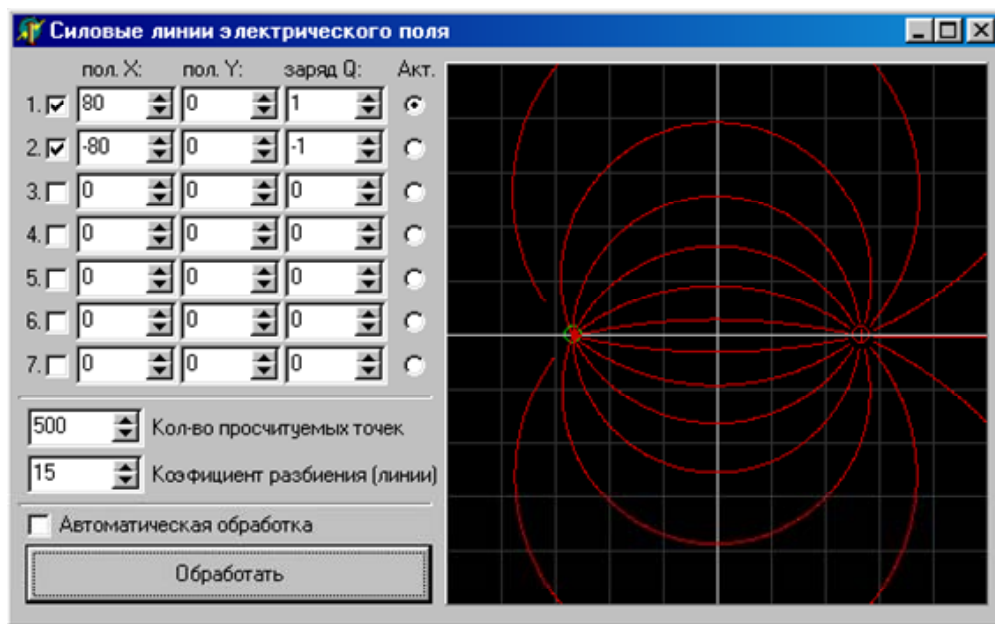 Силовые линии электрического поля
пол. X: пол. Y: заряд Q: Акт.
1. 80 0 1
2. -80 0 -1
3. 0 0 0
4. 0 0 0
5. 0 0 0
6. 0 0 0
7. 0 0 0
500 Кол-во просчитуемых точек
15 Коэфициент разбиения (линии)
Автоматическая обработка
Обработать